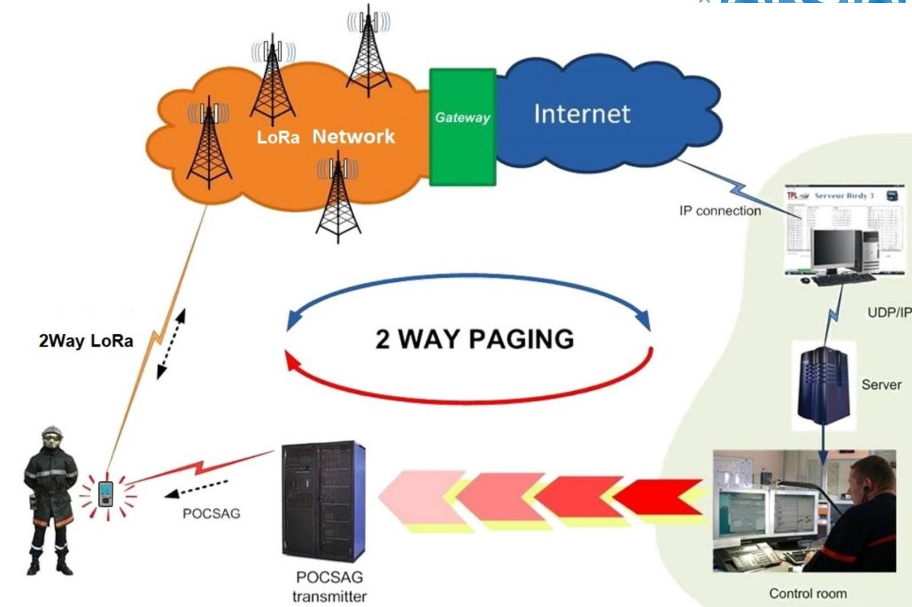 LoRa Network
Gateway
Internet
IP connection
TPL
Serveur Birdy 3
UDP/IP
2Way LoRa
2 WAY PAGING
Server
POCSAG
POCSAG
transmitter
Control room